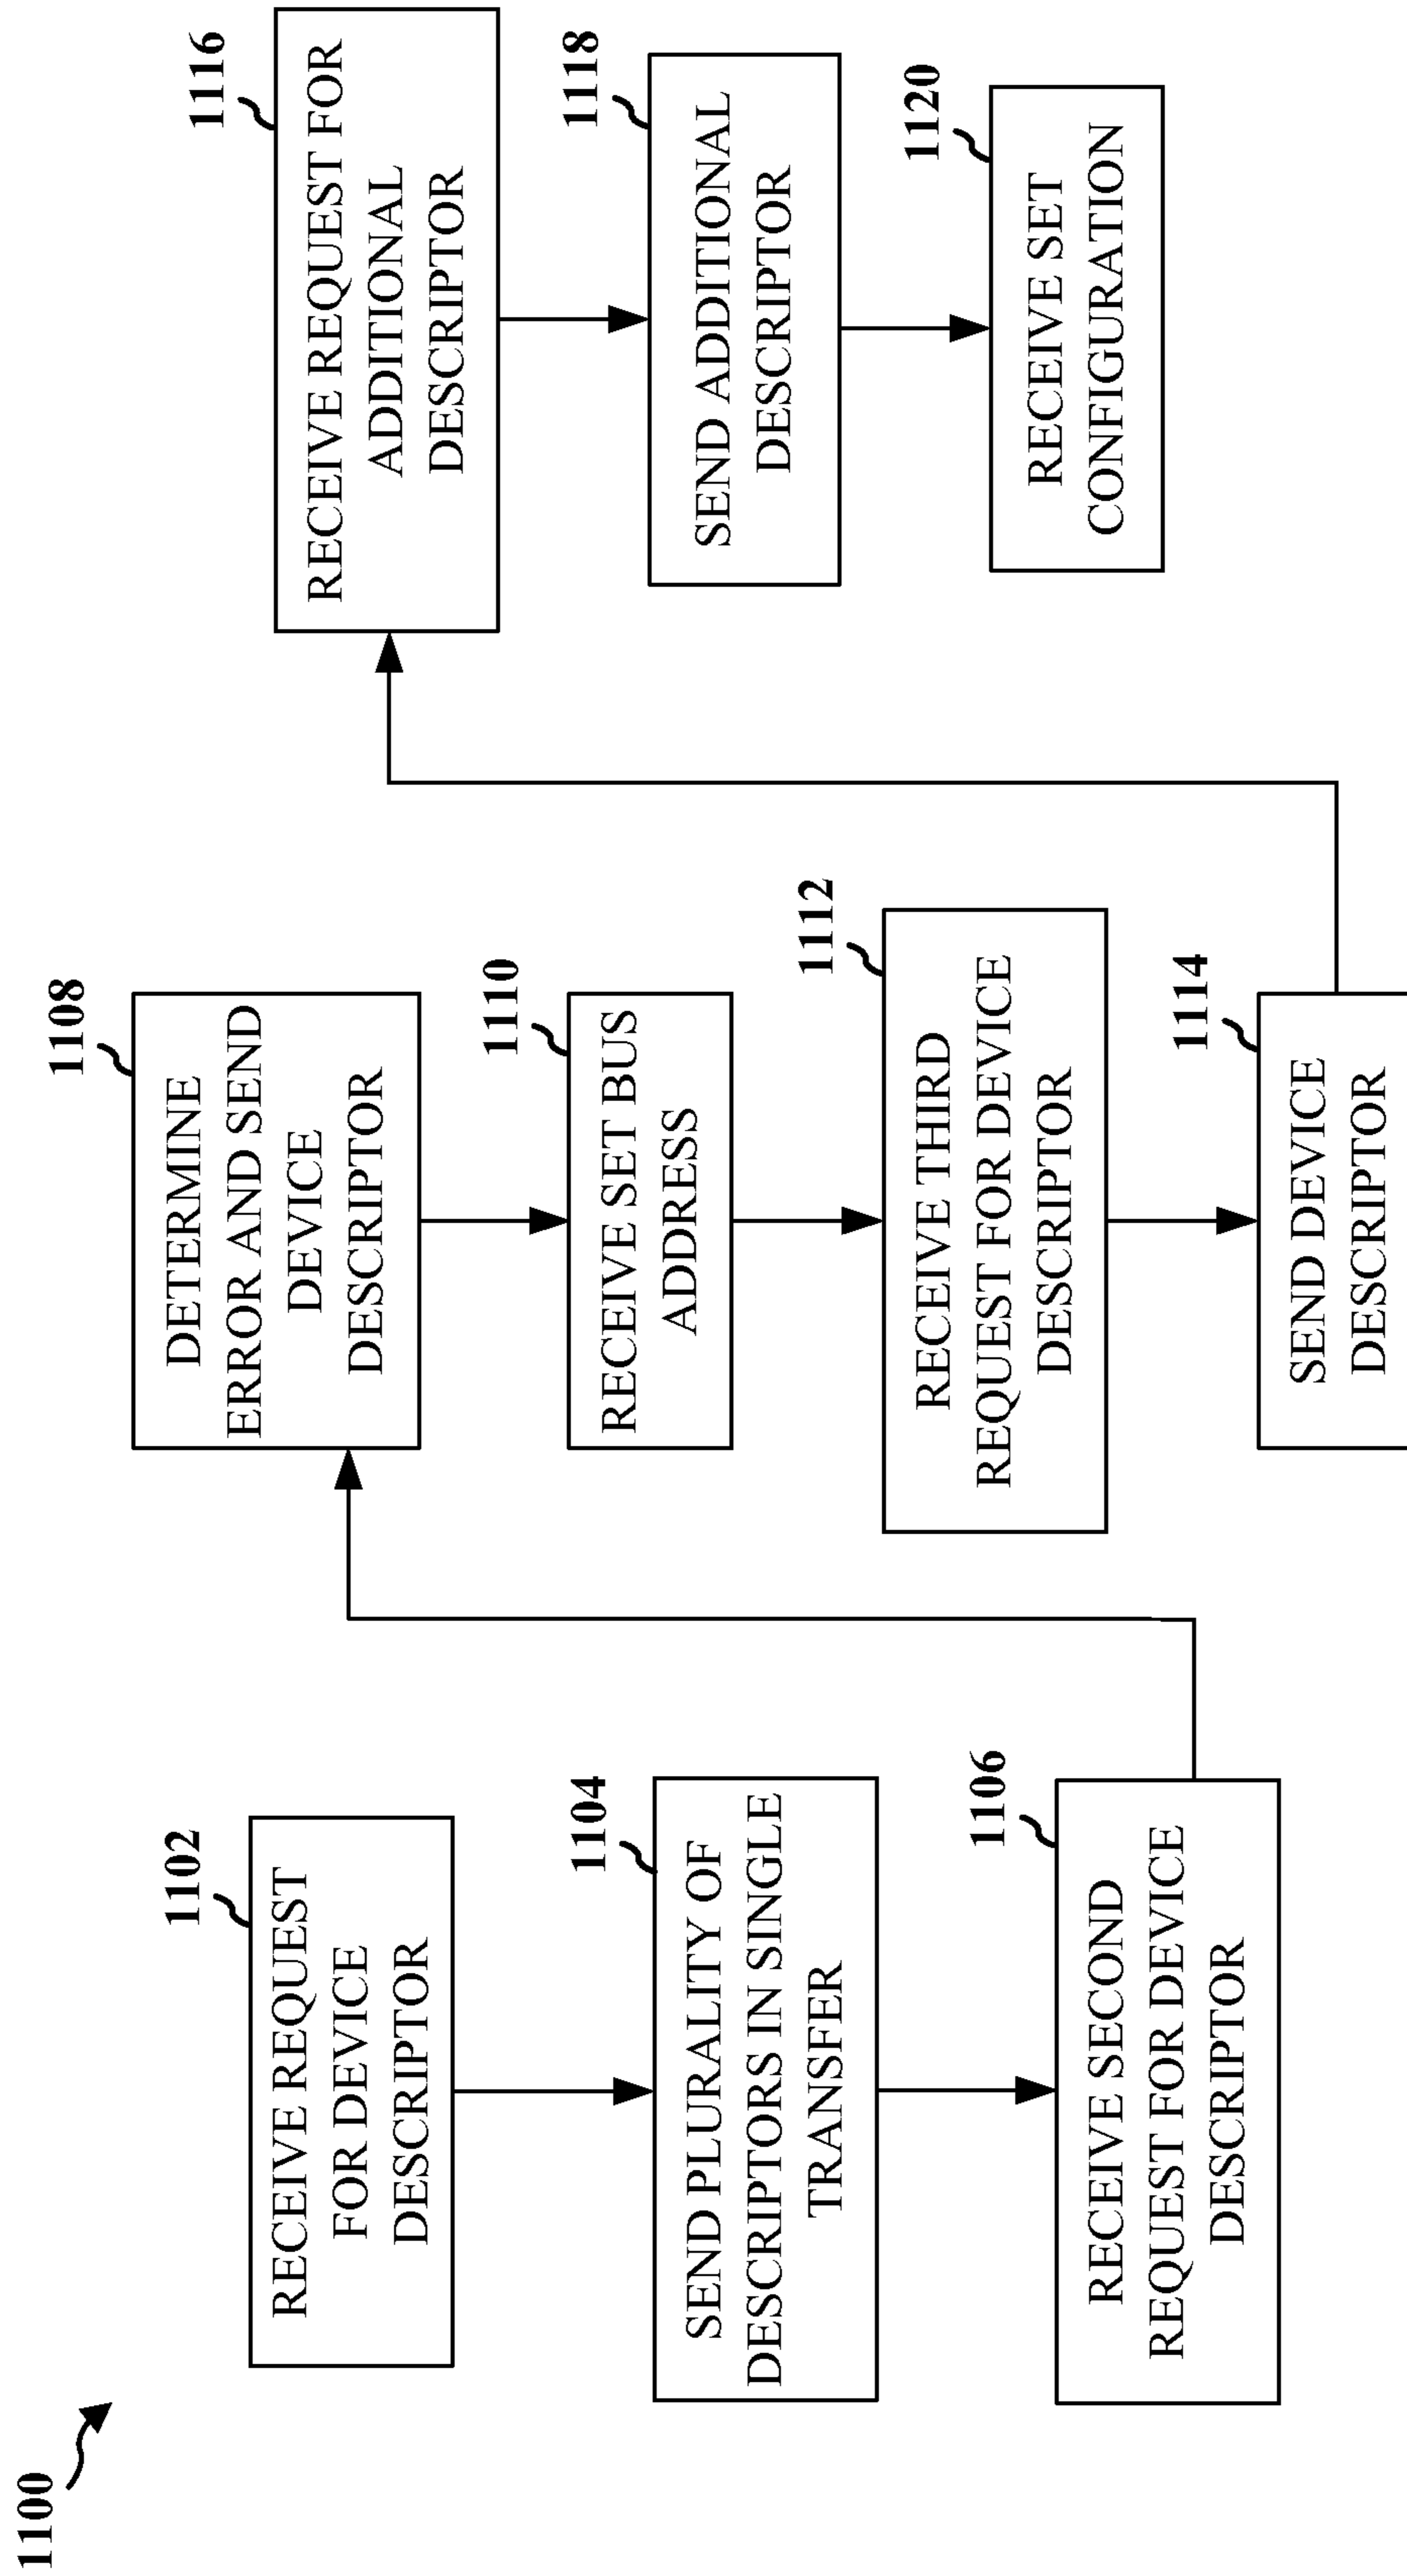 1100
1102
RECEIVE REQUEST
FOR DEVICE
DESCRIPTOR
1104
SEND PLURALITY OF
DESCRIPTORS IN SINGLE
TRANSFER
1106
RECEIVE SECOND
REQUEST FOR DEVICE
DESCRIPTOR
1108
DETERMINE
ERROR AND SEND
DEVICE
DESCRIPTOR
1110
RECEIVE SET BUS
ADDRESS
1112
RECEIVE THIRD
REQUEST FOR DEVICE
DESCRIPTOR
1114
SEND DEVICE
DESCRIPTOR
1116
RECEIVE REQUEST FOR
ADDITIONAL
DESCRIPTOR
1118
SEND ADDITIONAL
DESCRIPTOR
1120
RECEIVE SET
CONFIGURATION